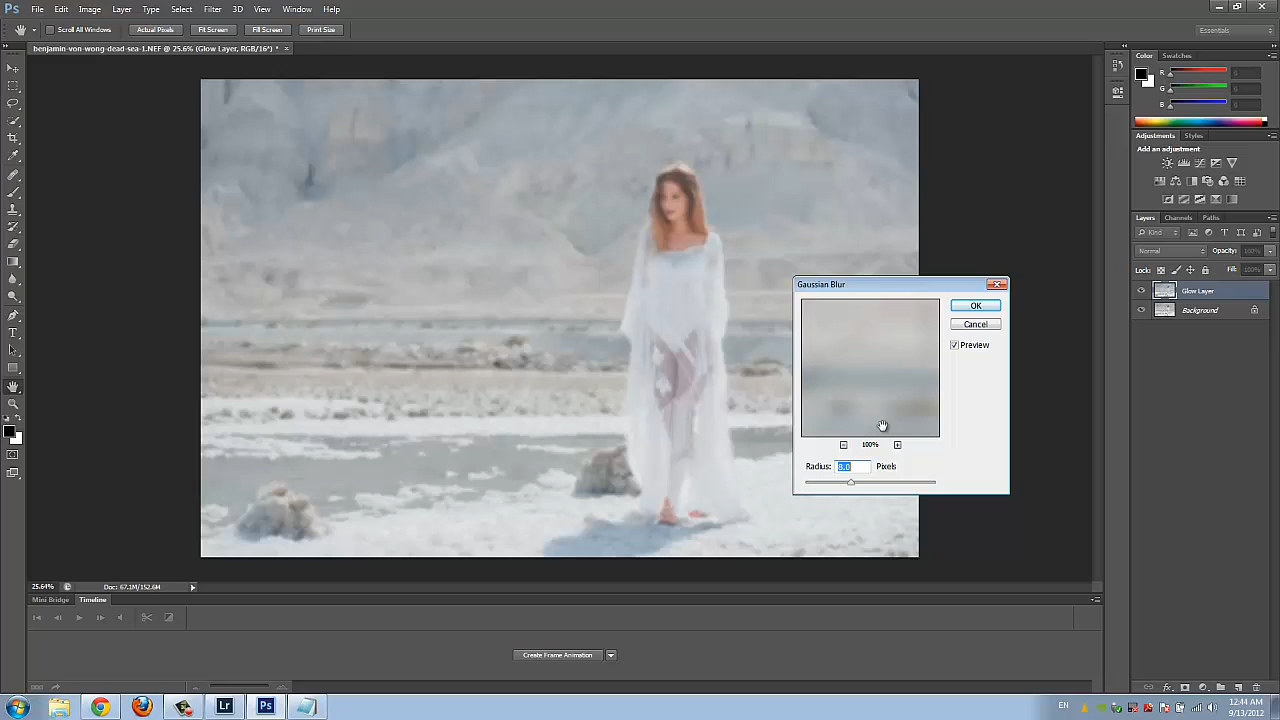 Ps File Edit Image Layer Type Select Filter 3D View Window Help
Scroll All Windows Actual Pixels Fit Screen Fill Screen Print Size Essentials
benjamin-von-wong-dead-sea-1.NEF @ 25.6% (Glow Layer, RGB/16*) * ×
Color Swatches
R
G
B
Adjustments Styles
Add an adjustment
Layers Channels Paths
Kind
Normal Opacity: 100%
Lock: Fill: 100%
Glow Layer
Background
Gaussian Blur
OK
Cancel
Preview
100%
Radius: 8.0 Pixels
25.64% Doc: 67.1M/152.6M
Mini Bridge Timeline
Create Frame Animation
Lr Ps EN 12:44 AM
9/13/2012